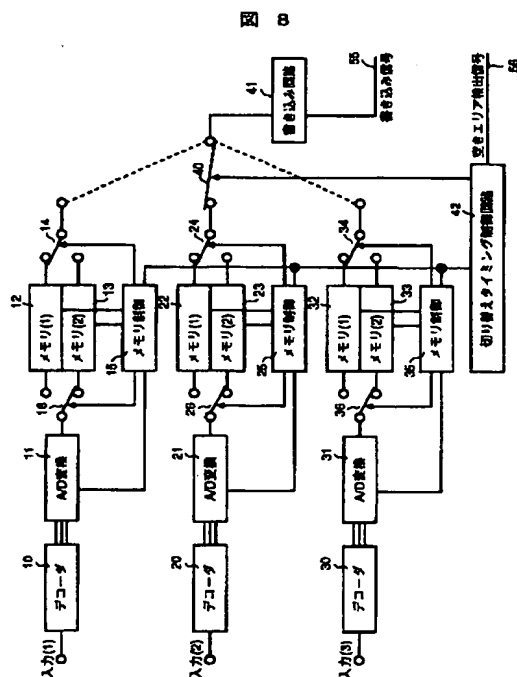 図 8
入力(1)
10
デコーダ
11
A/D変換
16
12
メモリ(1)
メモリ(2)
13
15
メモリ制御
14
入力(2)
20
デコーダ
21
A/D変換
26
22
メモリ(1)
メモリ(2)
23
25
メモリ制御
24
入力(3)
30
デコーダ
31
A/D変換
36
32
メモリ(1)
メモリ(2)
33
35
メモリ制御
34
40
41
書き込み回路
55
書き込み信号
42
切り替えタイミング制御回路
空きエリア検出信号
56